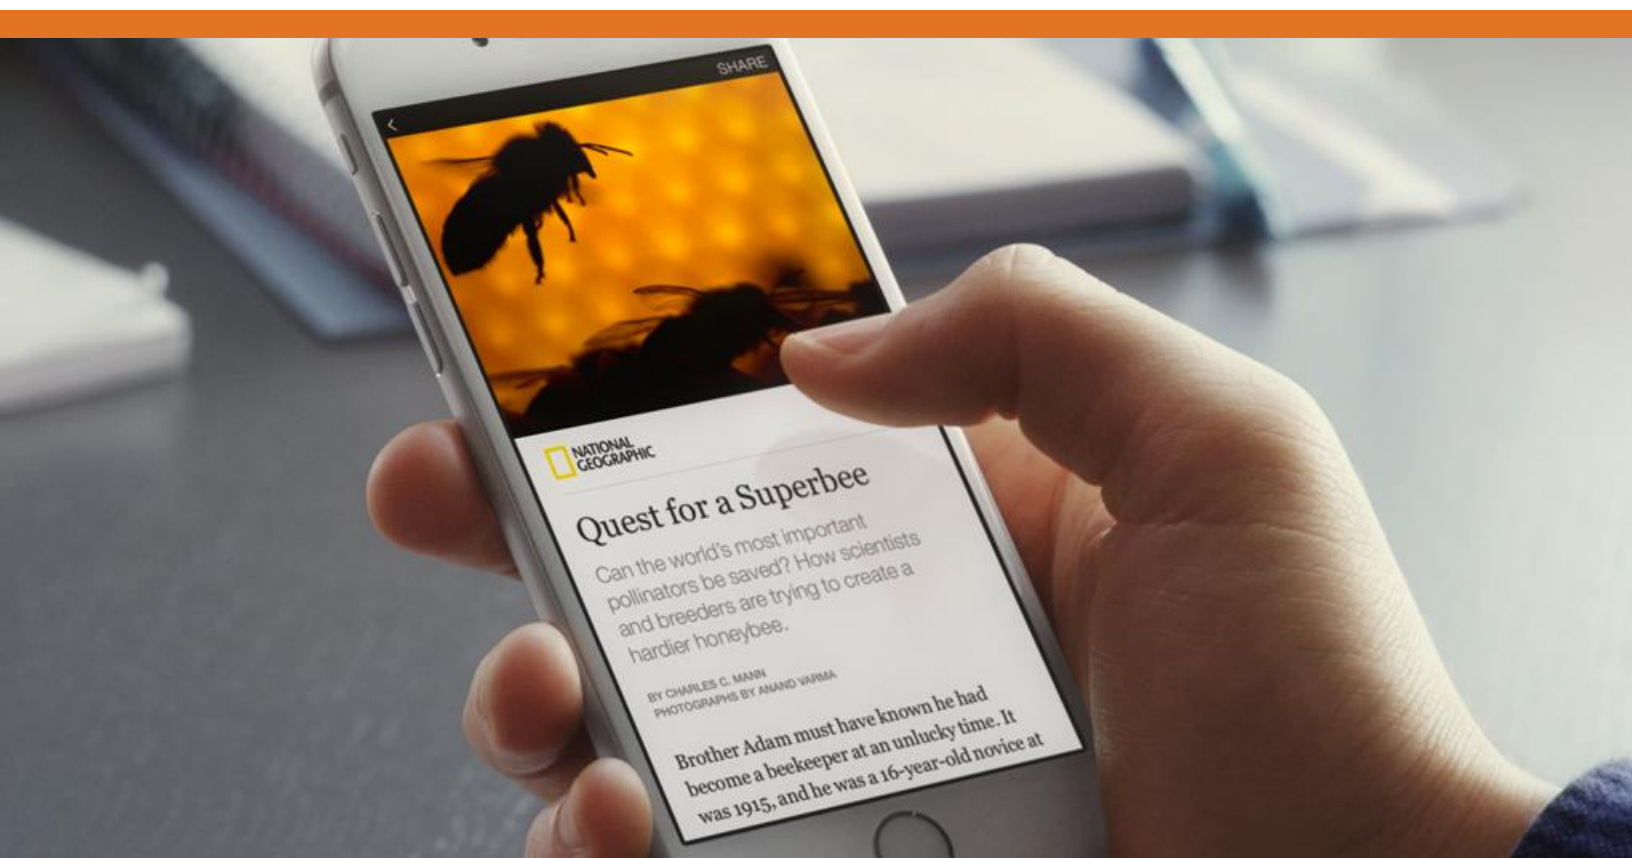 SHARE
NATIONAL
GEOGRAPHIC
Quest for a Superbee
Can the world's most important
pollinators be saved? How scientists
and breeders are trying to create a
hardier honeybee.
BY CHARLES C. MANN
PHOTOGRAPHS BY ANAND VARMA
Brother Adam must have known he had
become a beekeeper at an unlucky time. It
was 1915, and he was a 16-year-old novice at